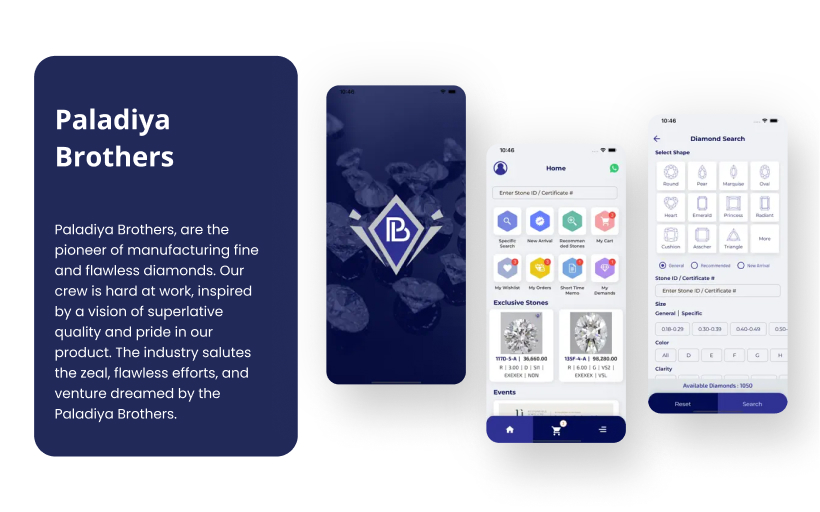 Paladiya
Brothers
Paladiya Brothers, are the
pioneer of manufacturing fine
and flawless diamonds. Our
crew is hard at work, inspired
by a vision of superlative
quality and pride in our
product. The industry salutes
the zeal, flawless efforts, and
venture dreamed by the
Paladiya Brothers.
10:46
PB
10:46
Home
Enter Stone ID / Certificate #
Specific
Search
New Arrival
Recomman
ded Stones
My Cart
My Wishlist
My Orders
Short Time
Memo
My
Demands
Exclusive Stones
117D-5-A | 36,660.00
R | 3.00 | D | SI1 |
EXEXEX | NON
135F-4-A | 98,280.00
R | 6.00 | G | VS2 |
EXEXEX | VSL
Events
10:46
Diamond Search
Select Shape
Round
Pear
Marquise
Oval
Heart
Emerald
Princess
Radiant
Cushion
Asscher
Triangle
More
General
Recommended
New Arrival
Stone ID / Certificate #
Enter Stone ID / Certificate #
Size
General | Specific
0.18-0.29
0.30-0.39
0.40-0.49
0.50-
Color
All
D
E
F
G
H
Clarity
Available Diamonds : 1050
Reset
Search